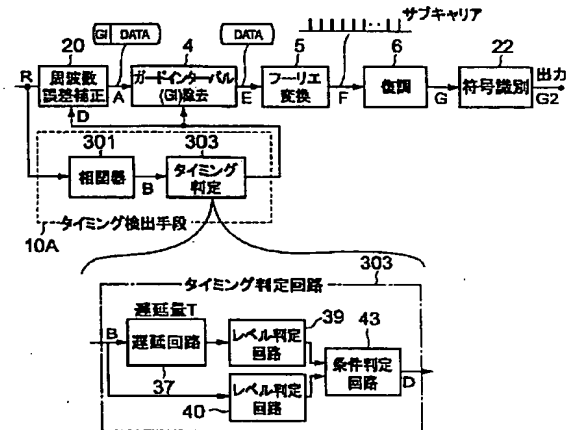 サブキャリア
GI DATA
DATA
20
4
5
6
22
R
周波数
誤差補正
A
ガードインターバル
(GI)除去
E
フーリエ
変換
F
復調
G
符号識別
出力
G2
D
301
303
相関器
B
タイミング
判定
タイミング検出手段
10A
303
タイミング判定回路
遅延量T
39
43
B
遅延回路
レベル判定
回路
条件判定
回路
D
37
レベル判定
回路
40